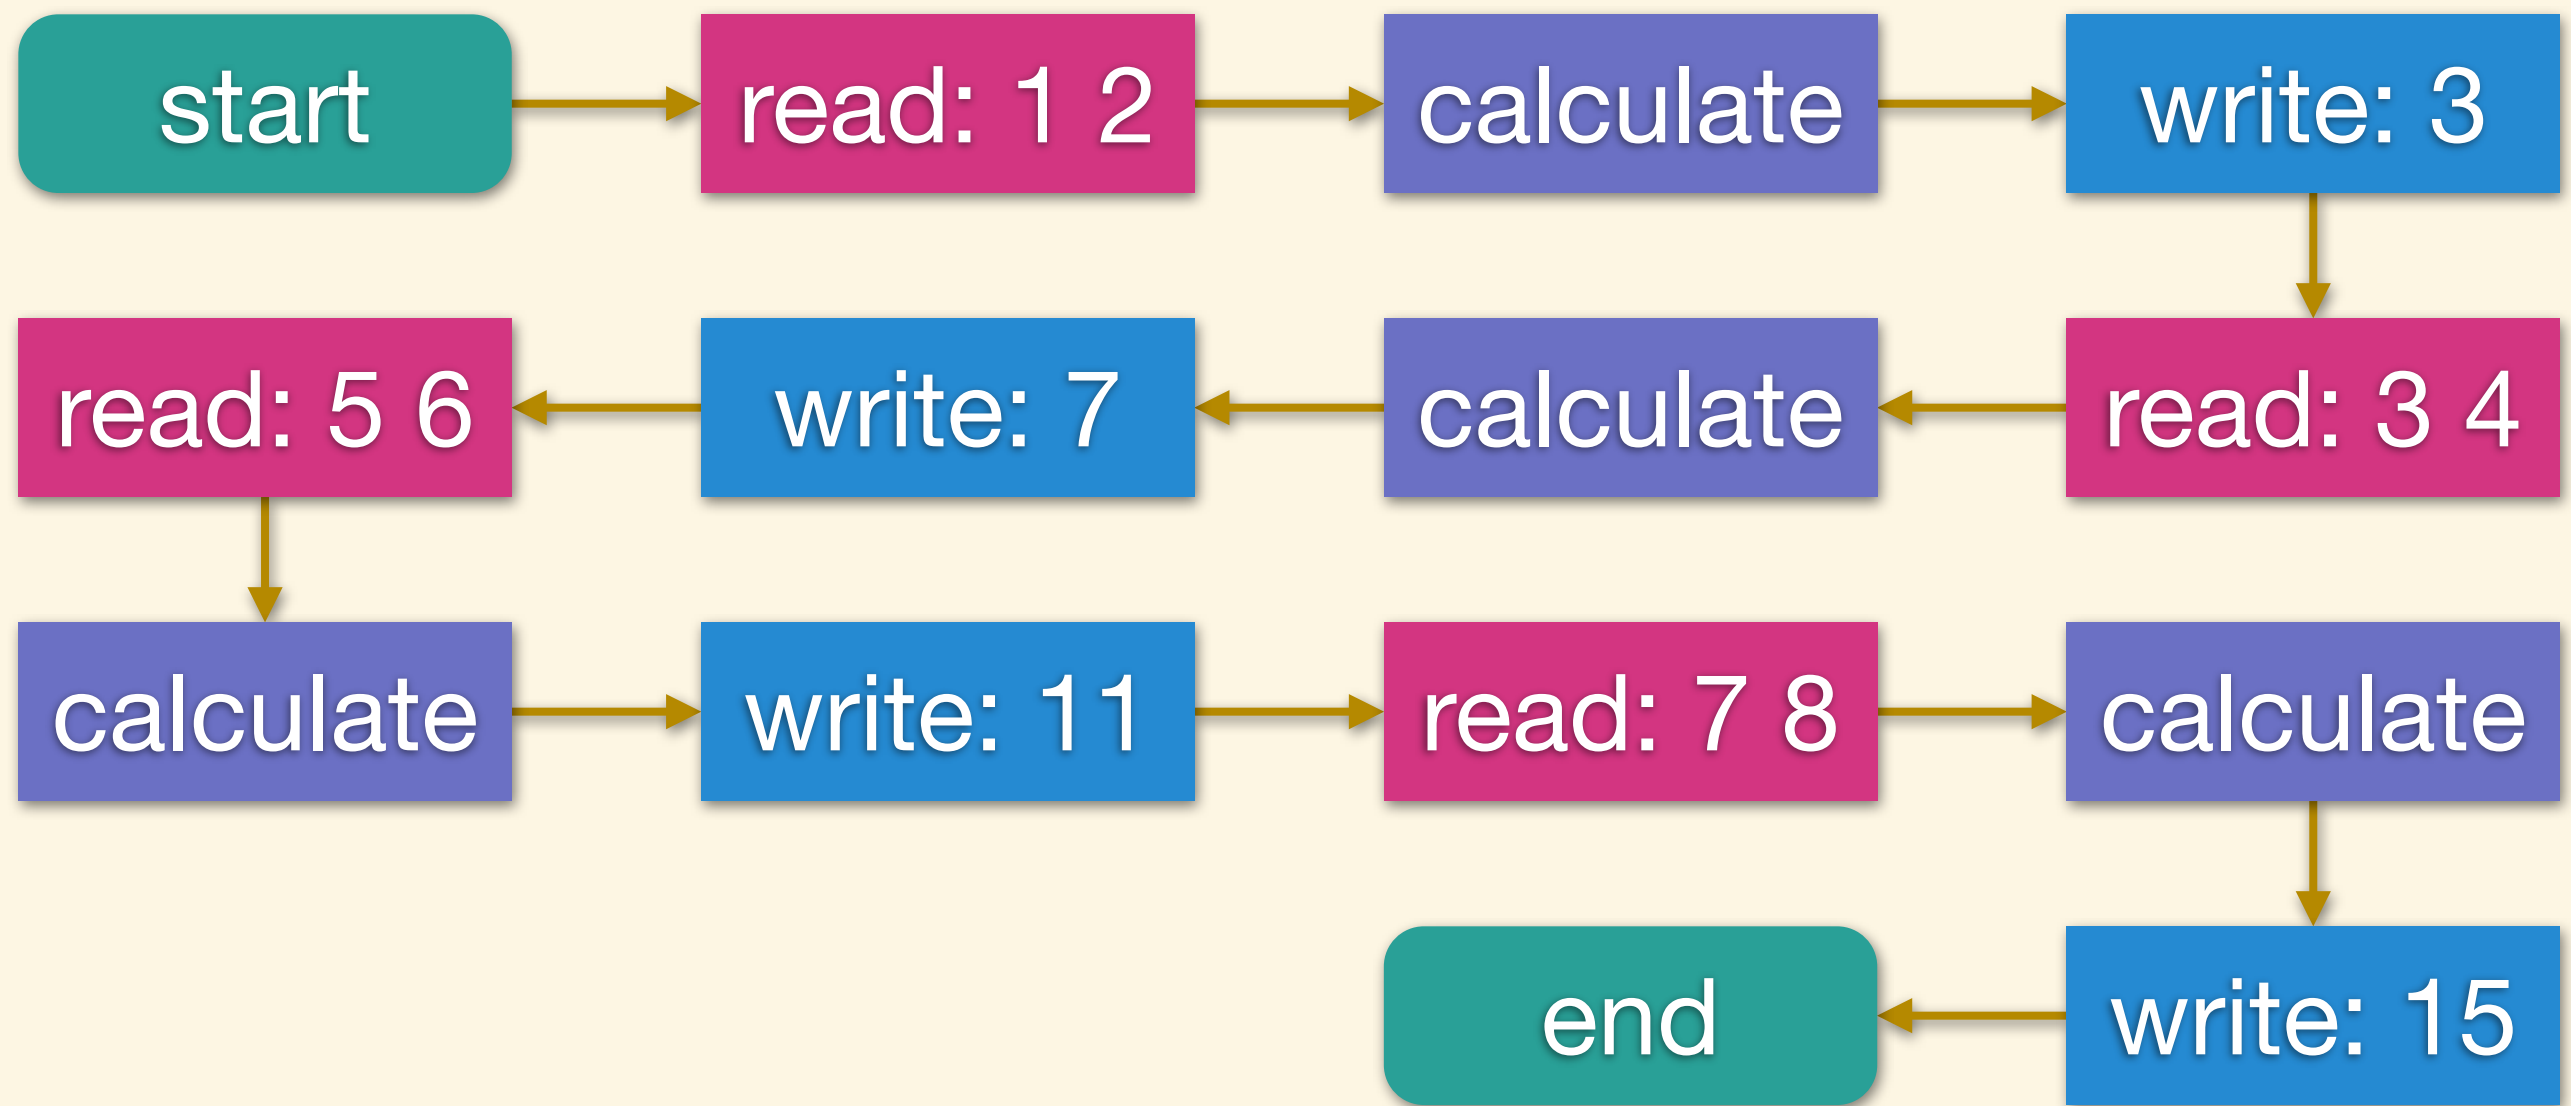 start
read: 1 2
calculate
write: 3
read: 3 4
calculate
write: 7
read: 5 6
calculate
write: 11
read: 7 8
calculate
write: 15
end